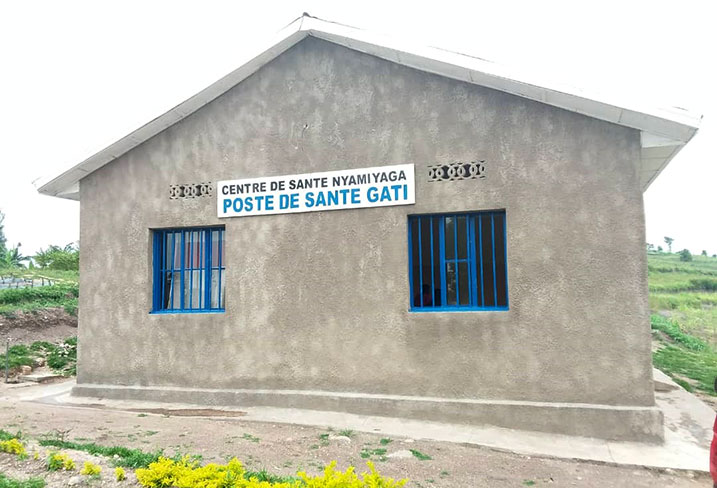 CENTRE DE SANTE NYAMIYAGA
POSTE DE SANTE GATI